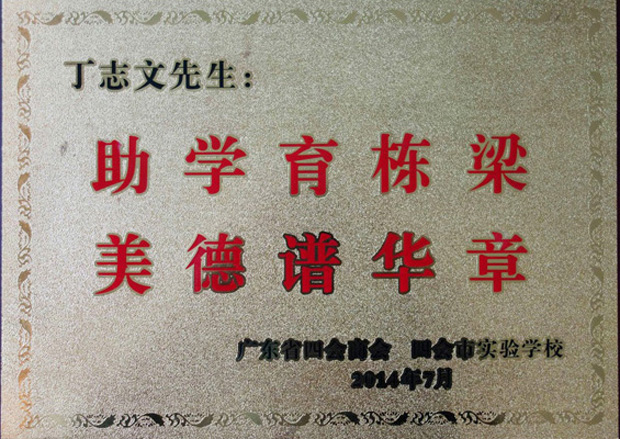 丁志文先生：
助学育栋梁
美德谱华章
广东省四会商会 四会市实验学校
2014年7月